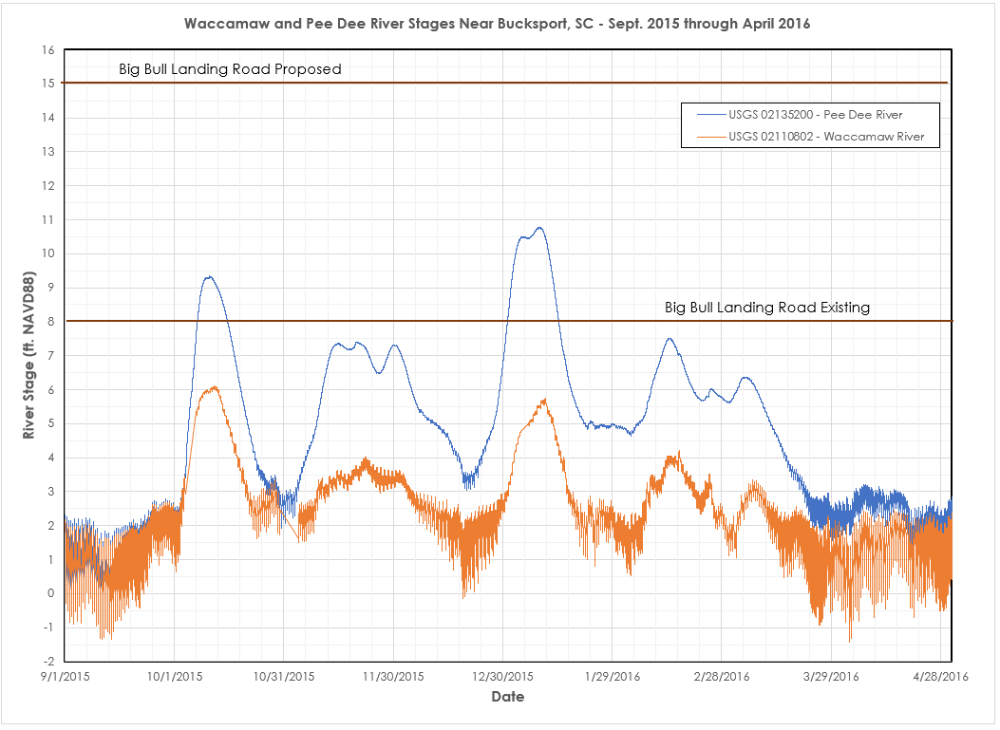 Waccamaw and Pee Dee River Stages Near Bucksport, SC - Sept. 2015 through April 2016
16
Big Bull Landing Road Proposed
15
14
USGS 02135200 - Pee Dee River
USGS 02110802 - Waccamaw River
13
12
11
10
9
Big Bull Landing Road Existing
8
7
6
5
4
3
2
1
0
-1
-2
River Stage (ft. NAVD88)
9/1/2015 10/1/2015 10/31/2015 11/30/2015 12/30/2015 1/29/2016 2/28/2016 3/29/2016 4/28/2016
Date